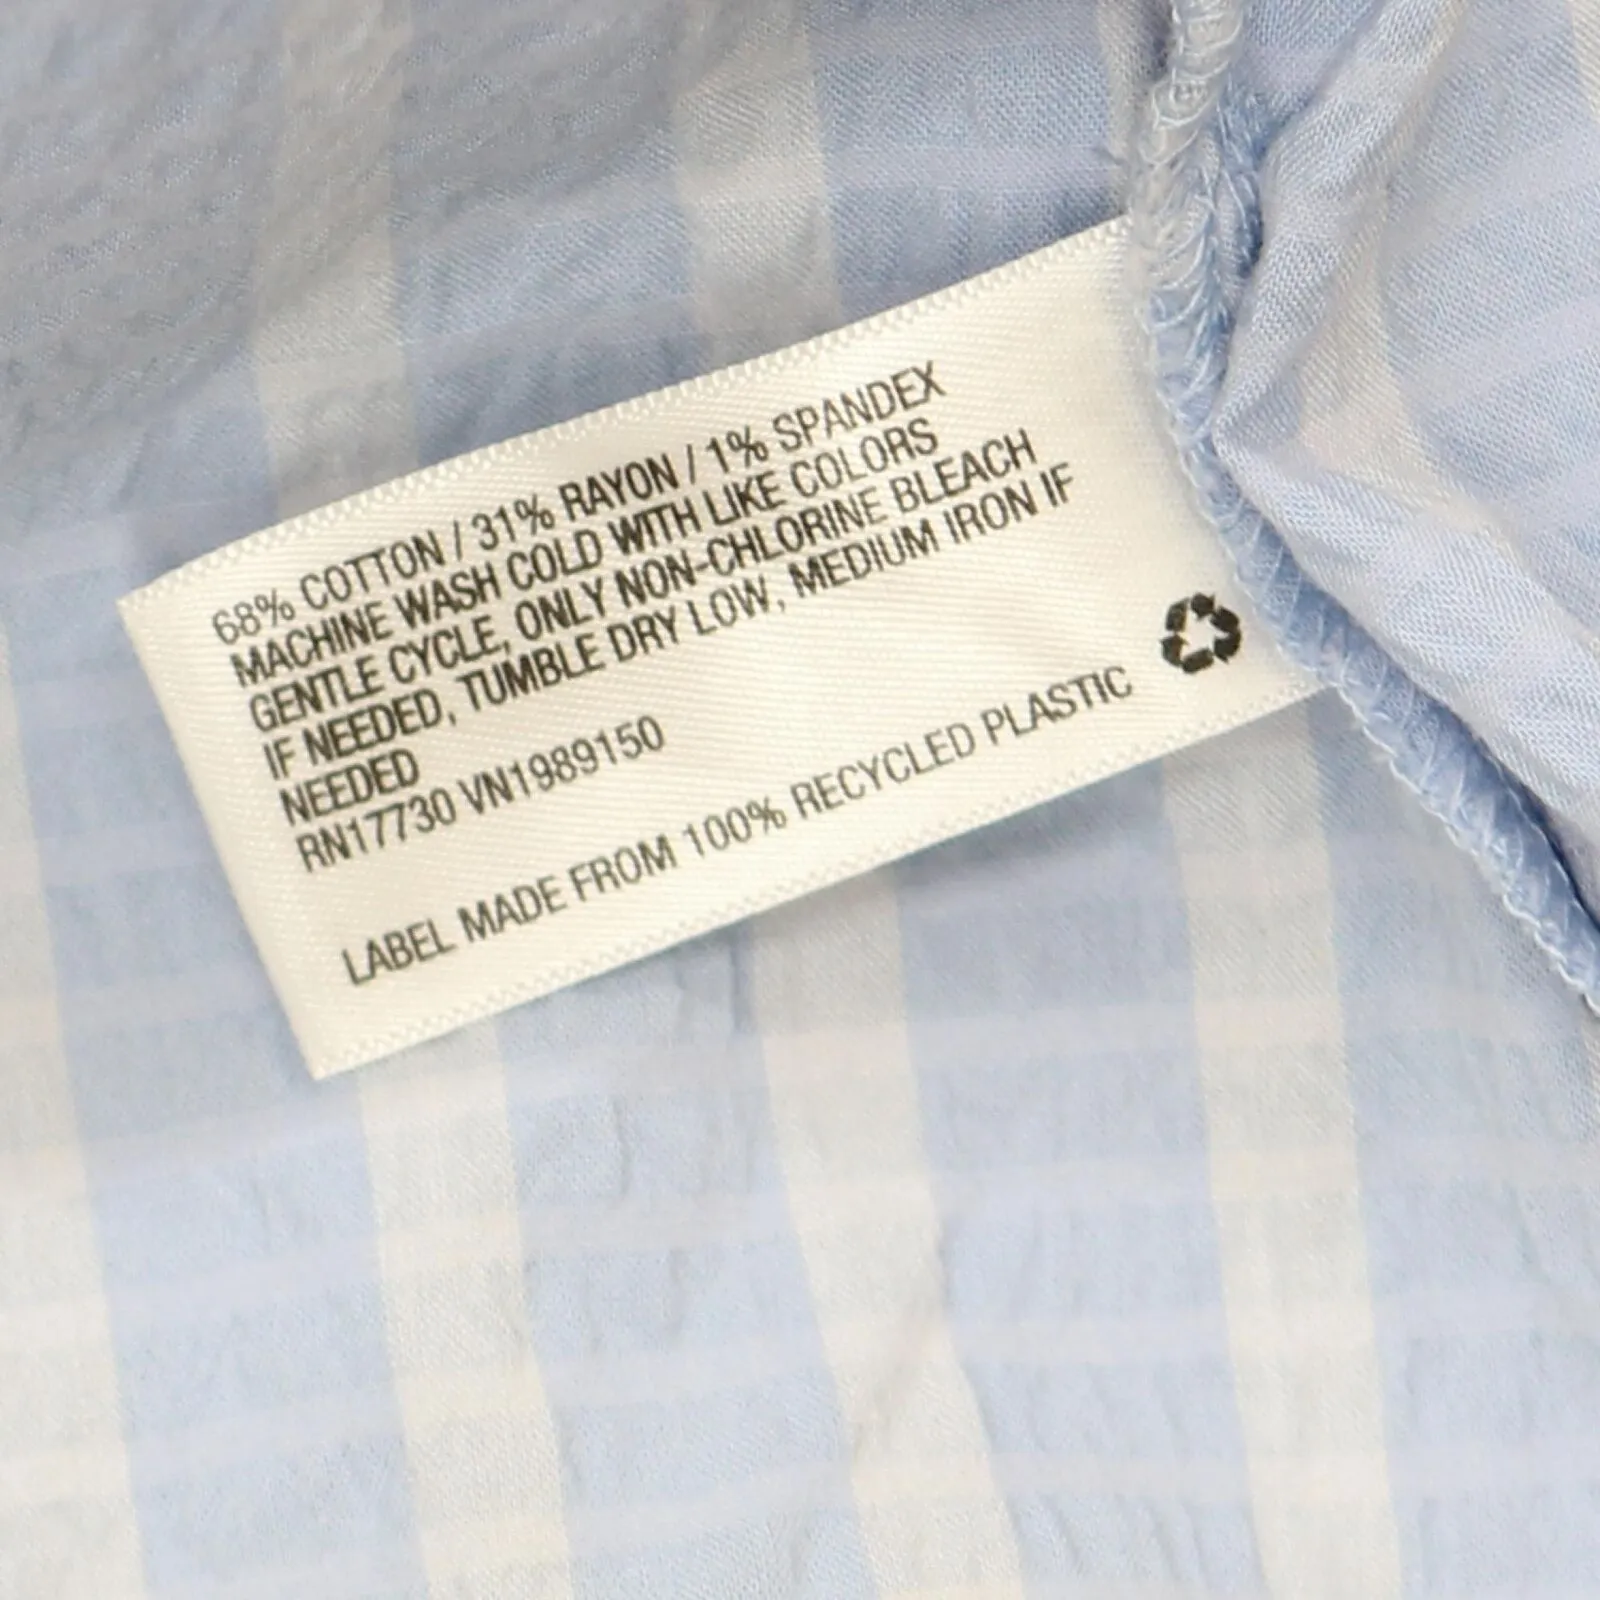 68% COTTON / 31% RAYON / 1% SPANDEX
MACHINE WASH COLD WITH LIKE COLORS
GENTLE CYCLE, ONLY NON-CHLORINE BLEACH
IF NEEDED, TUMBLE DRY LOW, MEDIUM IRON IF
NEEDED
RN17730 VN1989150
LABEL MADE FROM 100% RECYCLED PLASTIC